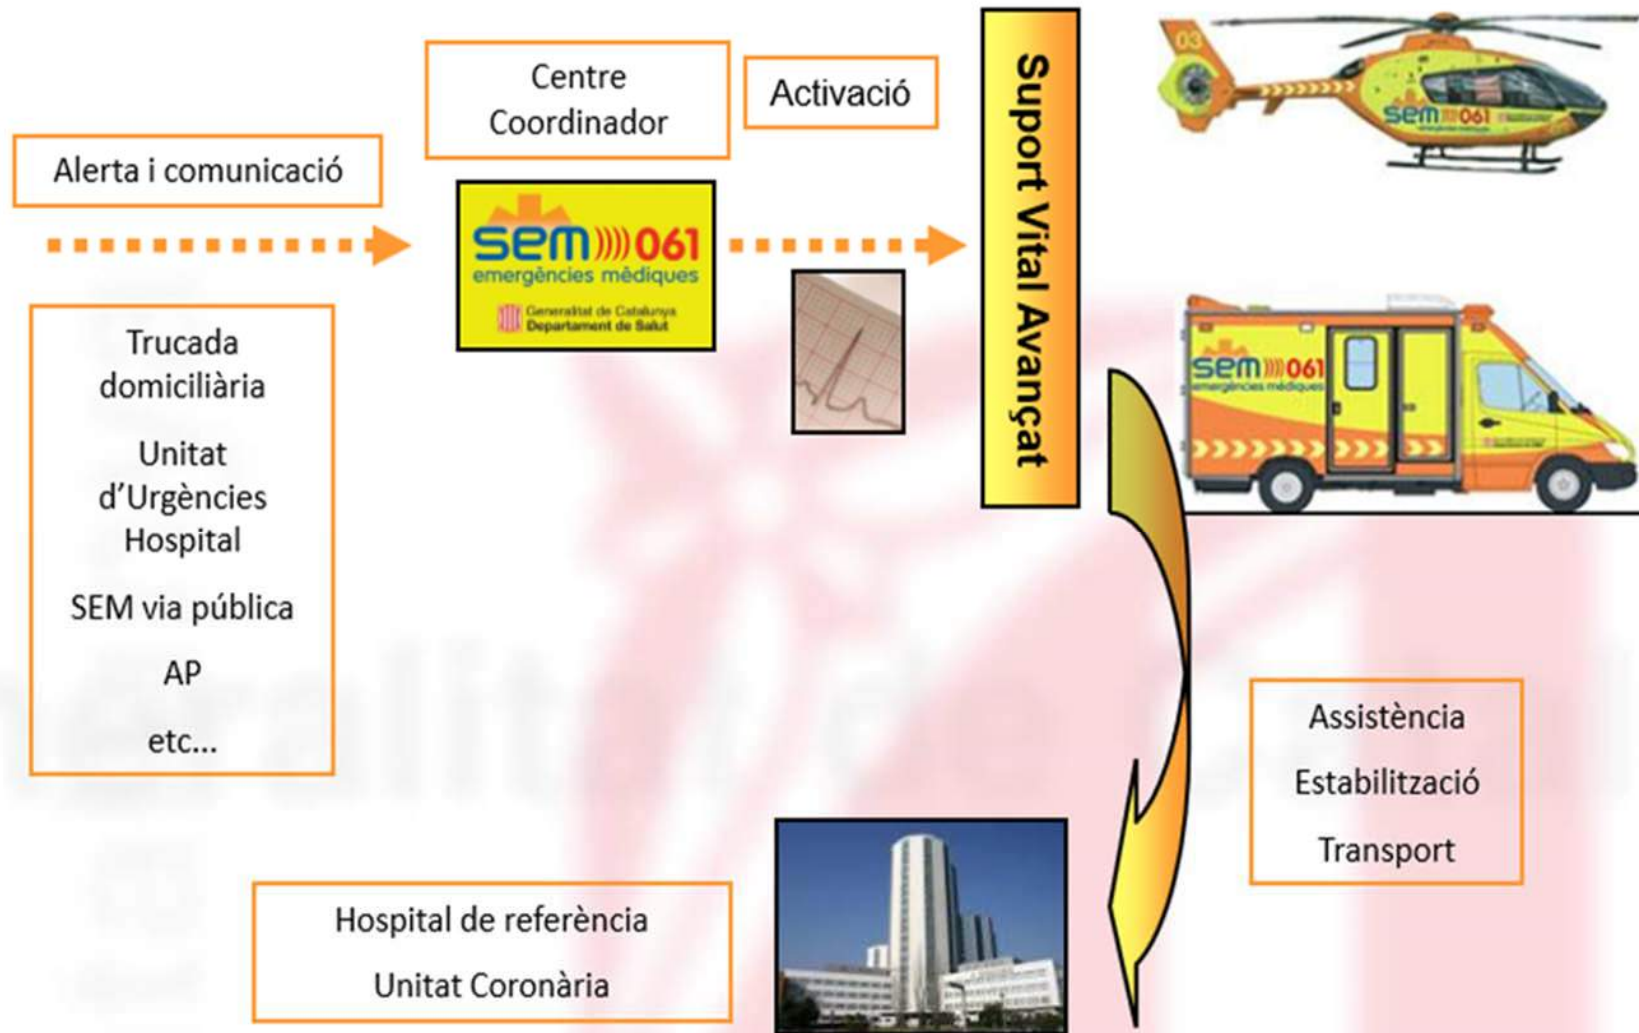 Alerta i comunicació
Trucada
domiciliària
Unitat
d’Urgències
Hospital
SEM via pública
AP
etc...
Centre
Coordinador
sem))))061
emergències mèdiques
Generalitat de Catalunya
Departament de Salut
Activació
Suport Vital Avançat
03
sem)))061
emergències mèdiques
sem)))061
emergències mèdiques
Assistència
Estabilització
Transport
Hospital de referència
Unitat Coronària